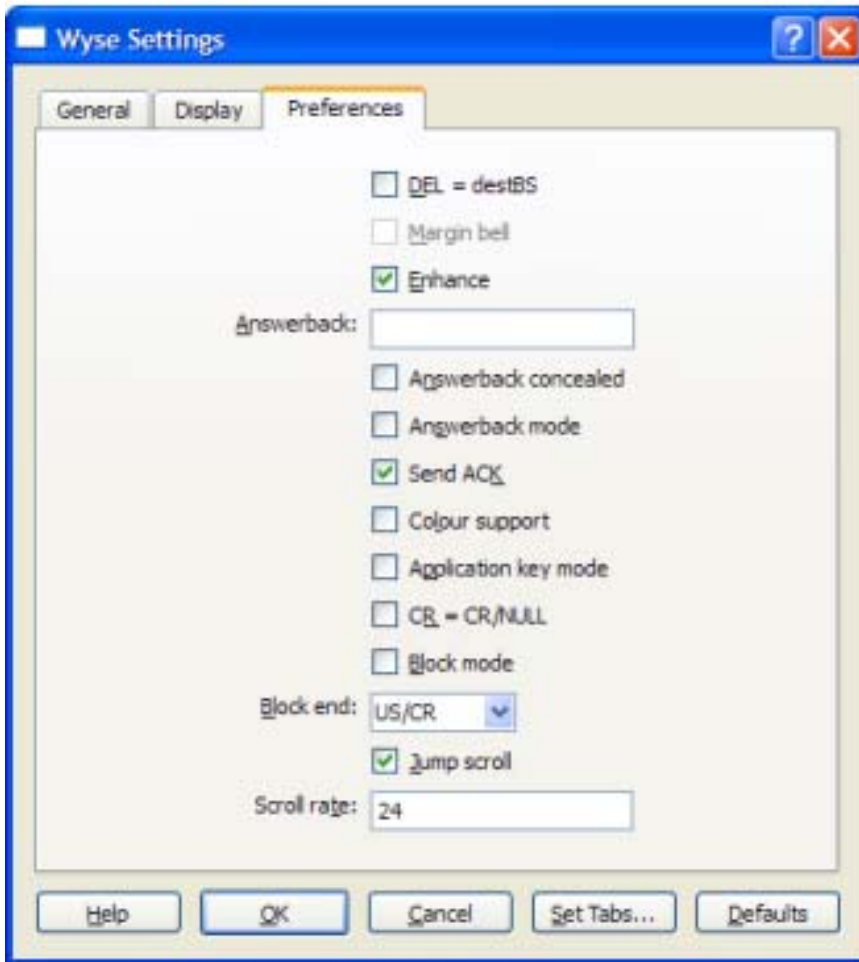 Wyse Settings
General Display Preferences
DEL = destBS
Margin bell
Enhance
Answerback:
Answerback concealed
Answerback mode
Send ACK
Colour support
Application key mode
CR = CR/NULL
Block mode
Block end: US/CR
Jump scroll
Scroll rate: 24
Help OK Cancel Set Tabs... Defaults